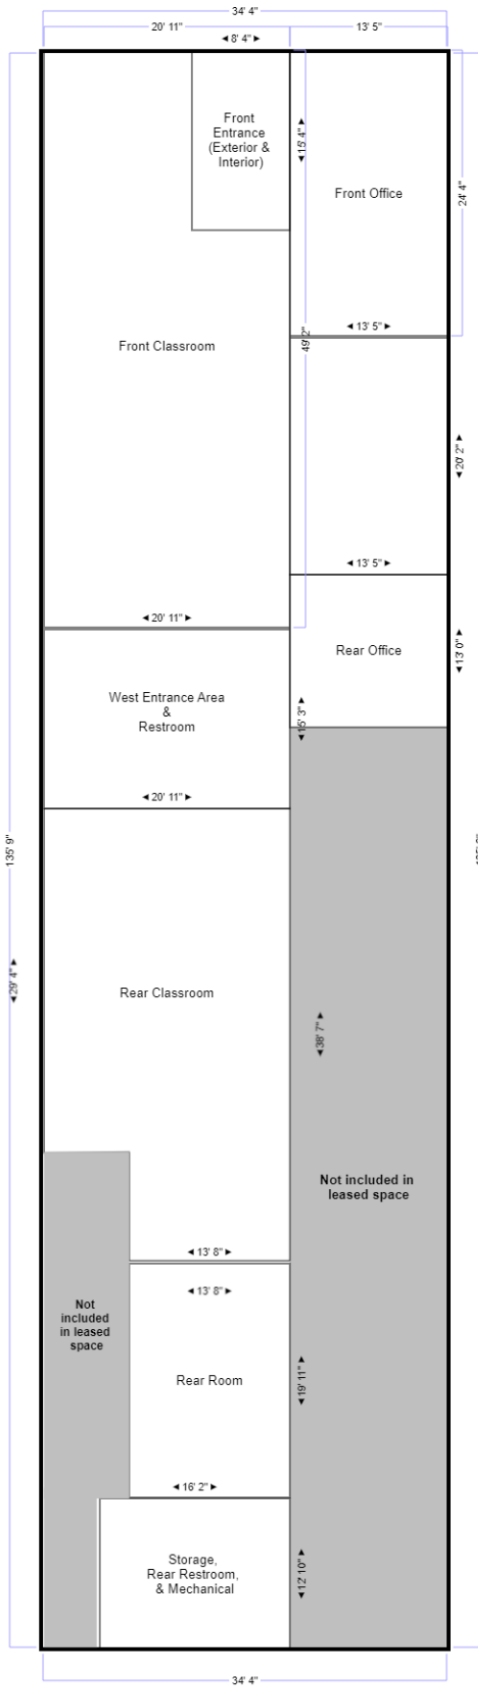 34' 4"
20' 11"
13' 5"
◄ 8' 4" ►
Front
Entrance
(Exterior &
Interior)
◄ 15' 4" ►
Front Office
24' 4"
◄ 13' 5" ►
49' 2"
Front Classroom
◄ 20' 2" ►
◄ 13' 5" ►
◄ 20' 11" ►
Rear Office
◄ 13' 0" ►
West Entrance Area
&
Restroom
◄ 15' 3" ►
◄ 20' 11" ►
135' 9"
◄ 29' 4" ►
Rear Classroom
◄ 38' 7" ►
Not included in
leased space
◄ 13' 8" ►
◄ 13' 8" ►
Not
included
in leased
space
Rear Room
◄ 19' 11" ►
◄ 16' 2" ►
Storage,
Rear Restroom,
& Mechanical
◄ 12' 10" ►
34' 4"